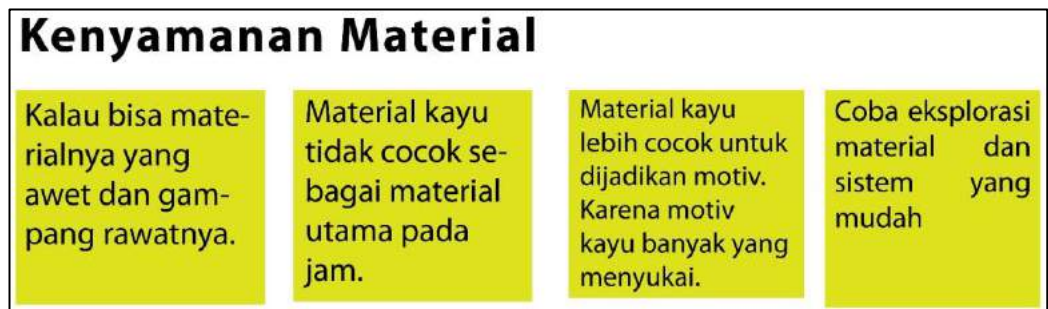 Kenyamanan Material
Kalau bisa mate-
rialnya yang
awet dan gam-
pang rawatnya.
Material kayu
tidak cocok se-
bagai material
utama pada
jam.
Material kayu
lebih cocok untuk
dijadikan motiv.
Karena motiv
kayu banyak yang
menyukai.
Coba eksplorasi
material dan
sistem yang
mudah